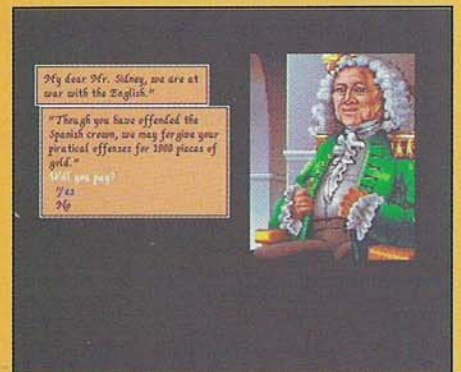 My dear Mr. Sidney, we are at
war with the English."
"Though you have offended the
Spanish crown, we may forgive your
piratical offenses for 1000 pieces of
gold."
Will you pay?
Yes
No